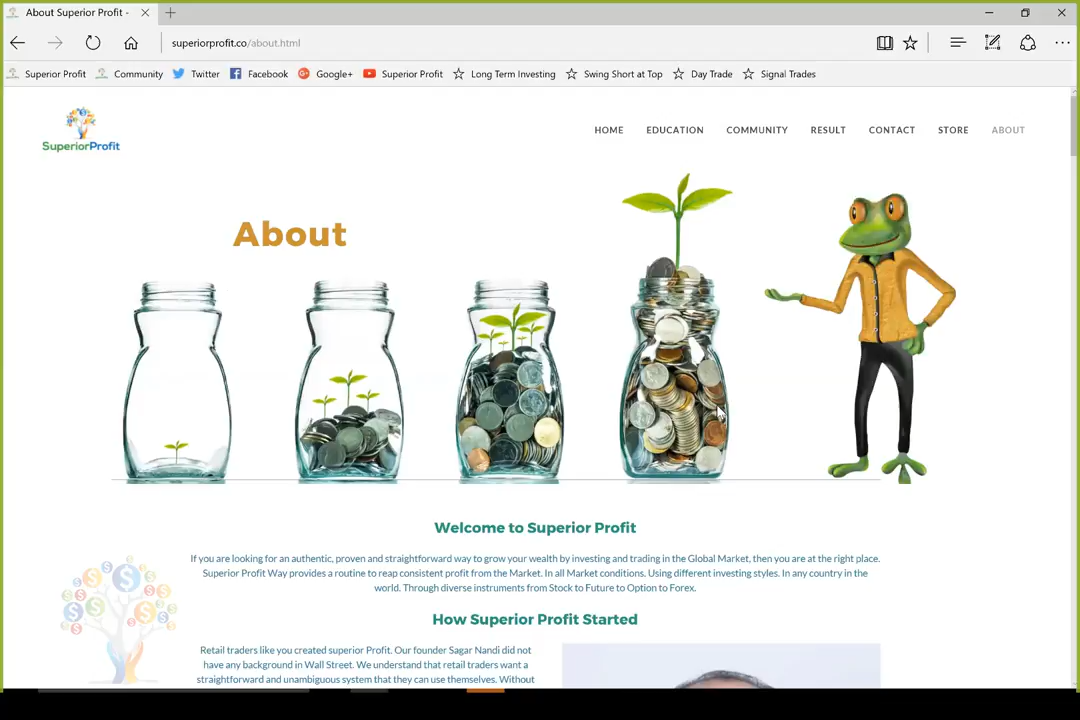 About Superior Profit -
superiorprofit.co/about.html
Superior Profit Community Twitter Facebook Google+ Superior Profit Long Term Investing Swing Short at Top Day Trade Signal Trades
SuperiorProfit
HOME EDUCATION COMMUNITY RESULT CONTACT STORE ABOUT
About
Welcome to Superior Profit
If you are looking for an authentic, proven and straightforward way to grow your wealth by investing and trading in the Global Market, then you are at the right place.
Superior Profit Way provides a routine to reap consistent profit from the Market. In all Market conditions. Using different investing styles. In any country in the
world. Through diverse instruments from Stock to Future to Option to Forex.
How Superior Profit Started
Retail traders like you created superior Profit. Our founder Sagar Nandi did not
have any background in Wall Street. We understand that retail traders want a
straightforward and unambiguous system that they can use themselves. Without